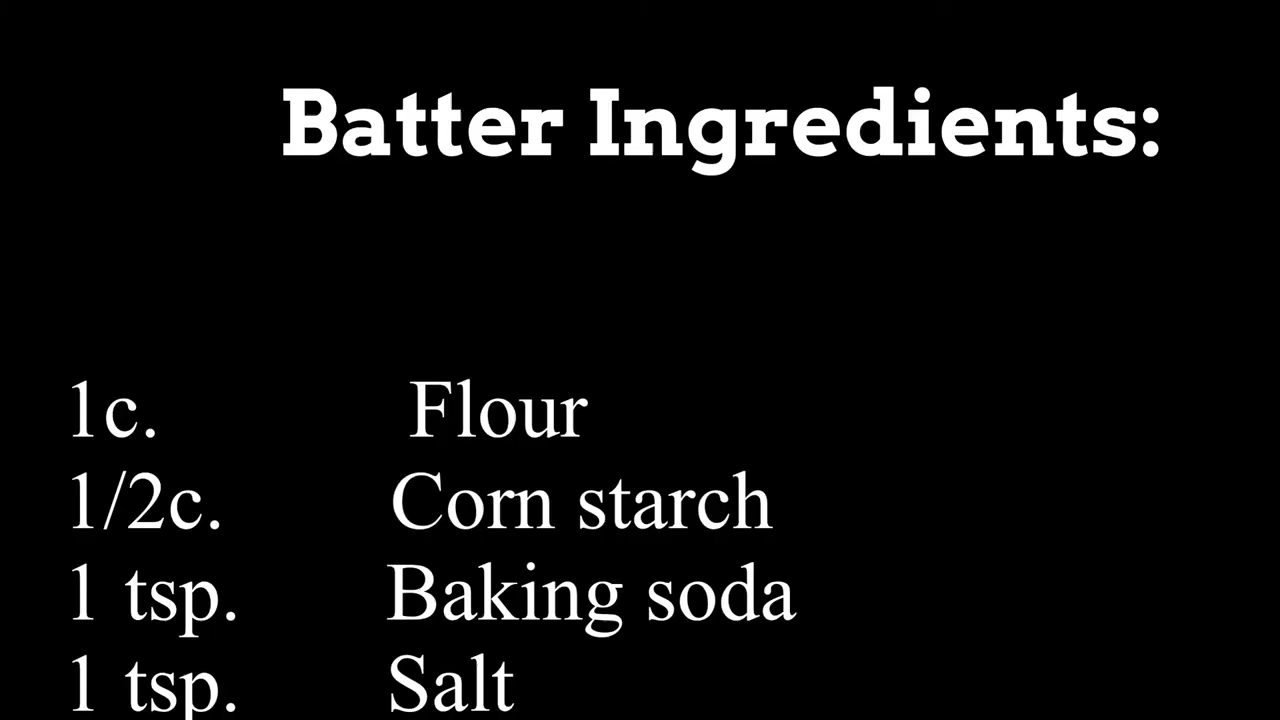 Batter Ingredients:
1c. Flour
1/2c. Corn starch
1 tsp. Baking soda
1 tsp. Salt